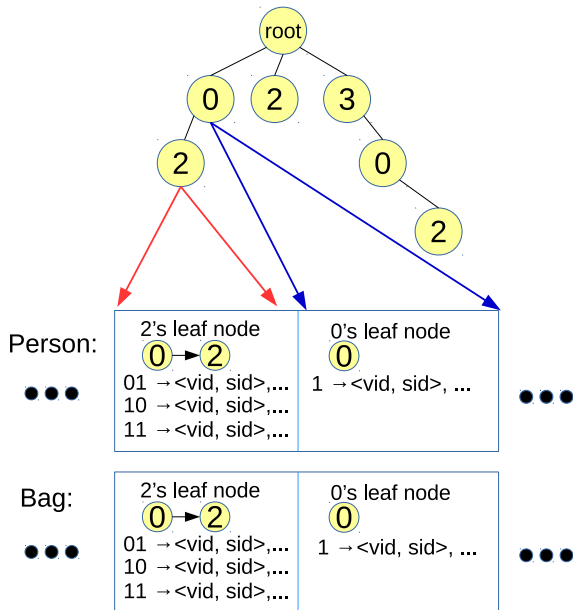 root
0 2 3
2 0
2
Person:
2's leaf node
0 → 2
01 →<vid, sid>,...
10 →<vid, sid>,...
11 →<vid, sid>,...
0's leaf node
0
1 →<vid, sid>, ...
Bag:
2's leaf node
0 → 2
01 →<vid, sid>,...
10 →<vid, sid>,...
11 →<vid, sid>,...
0's leaf node
0
1 →<vid, sid>, ...